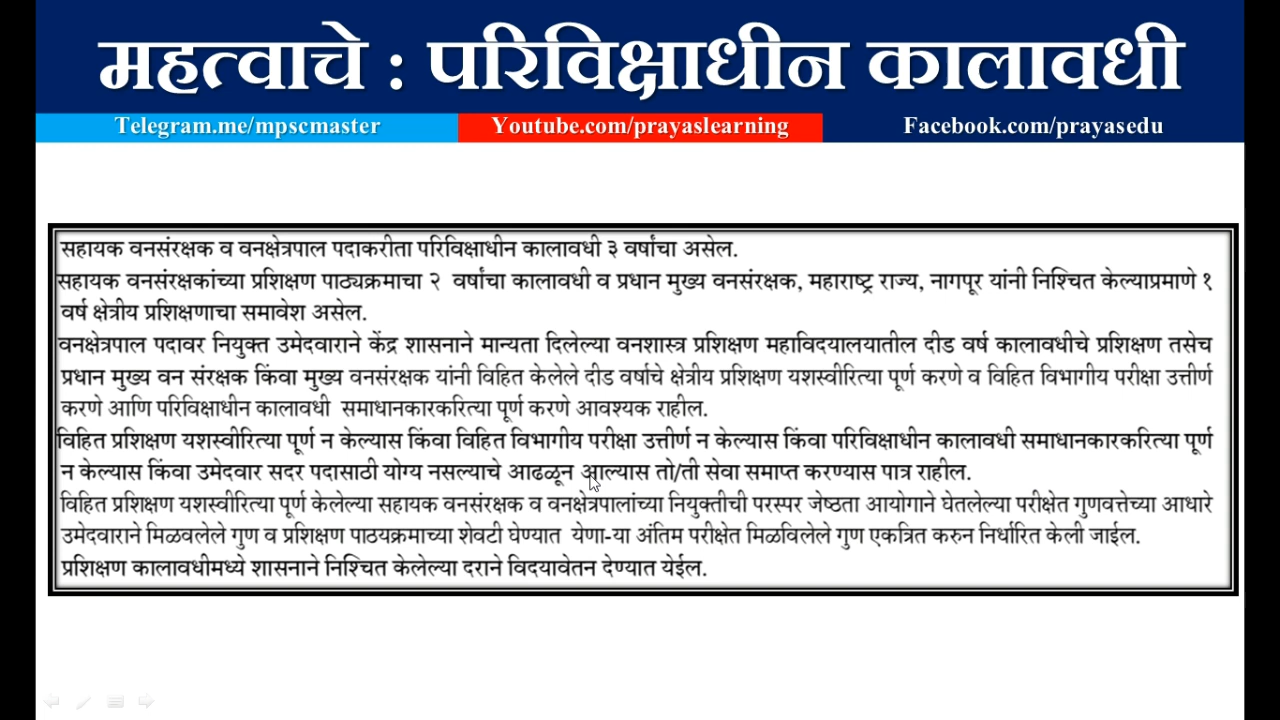 महत्वाचे : परिविक्षाधीन कालावधी
Telegram.me/mpscmaster Youtube.com/prayaslearning Facebook.com/prayasedu
सहायक वनसंरक्षक व वनक्षेत्रपाल पदाकरीता परिविक्षाधीन कालावधी ३ वर्षांचा असेल.
सहायक वनसंरक्षकांच्या प्रशिक्षण पाठ्यक्रमाचा २ वर्षांचा कालावधी व प्रधान मुख्य वनसंरक्षक, महाराष्ट्र राज्य, नागपूर यांनी निश्चित केल्याप्रमाणे १
वर्ष क्षेत्रीय प्रशिक्षणाचा समावेश असेल.
वनक्षेत्रपाल पदावर नियुक्त उमेदवाराने केंद्र शासनाने मान्यता दिलेल्या वनशास्त्र प्रशिक्षण महाविदयालयातील दीड वर्ष कालावधीचे प्रशिक्षण तसेच
प्रधान मुख्य वन संरक्षक किंवा मुख्य वनसंरक्षक यांनी विहित केलेले दीड वर्षाचे क्षेत्रीय प्रशिक्षण यशस्वीरित्या पूर्ण करणे व विहित विभागीय परीक्षा उत्तीर्ण
करणे आणि परिविक्षाधीन कालावधी समाधानकारकरित्या पूर्ण करणे आवश्यक राहील.
विहित प्रशिक्षण यशस्वीरित्या पूर्ण न केल्यास किंवा विहित विभागीय परीक्षा उत्तीर्ण न केल्यास किंवा परिविक्षाधीन कालावधी समाधानकारकरित्या पूर्ण
न केल्यास किंवा उमेदवार सदर पदासाठी योग्य नसल्याचे आढळून आल्यास तो/ती सेवा समाप्त करण्यास पात्र राहील.
विहित प्रशिक्षण यशस्वीरित्या पूर्ण केलेल्या सहायक वनसंरक्षक व वनक्षेत्रपालांच्या नियुक्तीची परस्पर जेष्ठता आयोगाने घेतलेल्या परीक्षेत गुणवत्तेच्या आधारे
उमेदवाराने मिळवलेले गुण व प्रशिक्षण पाठयक्रमाच्या शेवटी घेण्यात येणा-या अंतिम परीक्षेत मिळविलेले गुण एकत्रित करुन निर्धारित केली जाईल.
प्रशिक्षण कालावधीमध्ये शासनाने निश्चित केलेल्या दराने विदयावेतन देण्यात येईल.